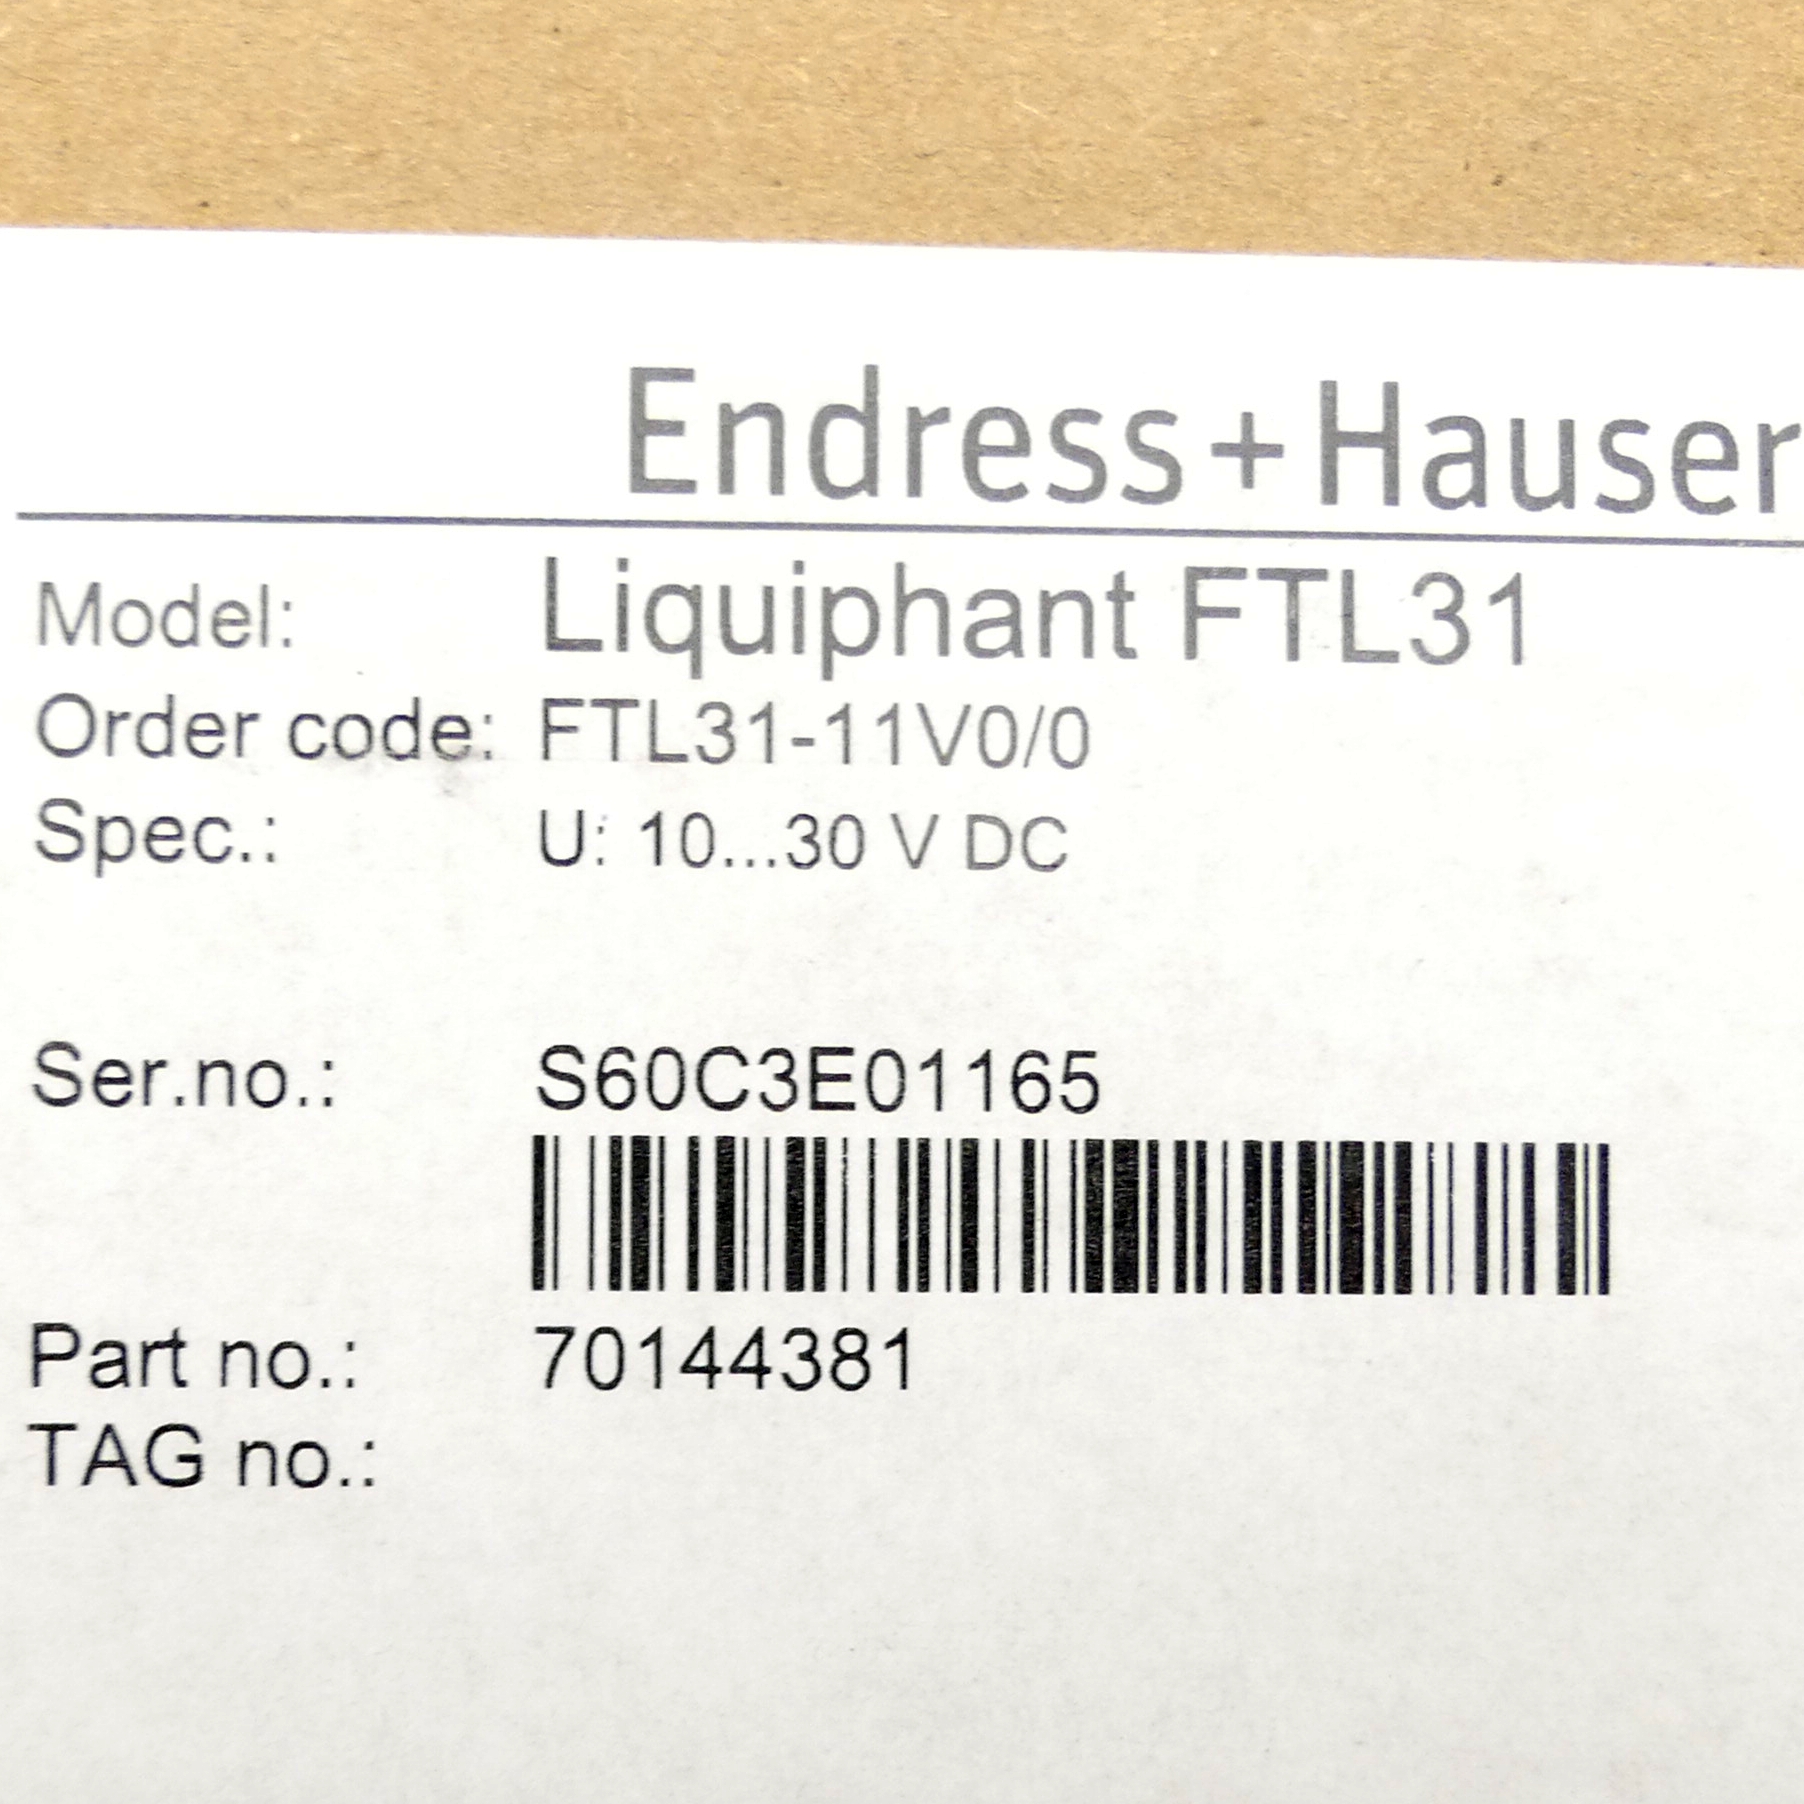 Endress+Hauser
Model: Liquiphant FTL31
Order code: FTL31-11V0/0
Spec.: U: 10...30 V DC
Ser.no.: S60C3E01165
Part no.: 70144381
TAG no.: